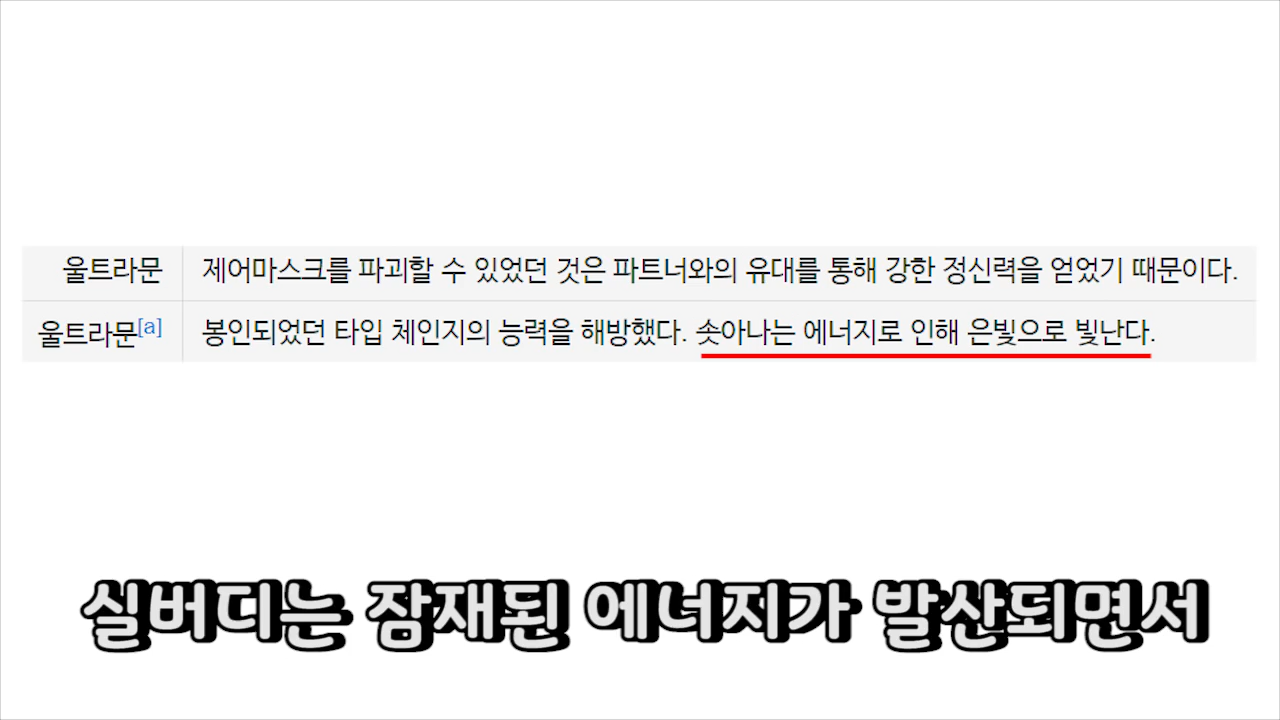 울트라문 제어마스크를 파괴할 수 있었던 것은 파트너와의 유대를 통해 강한 정신력을 얻었기 때문이다.
울트라문[a] 봉인되었던 타입 체인지의 능력을 해방했다. 솟아나는 에너지로 인해 은빛으로 빛난다.
실버디는 잠재된 에너지가 발산되면서